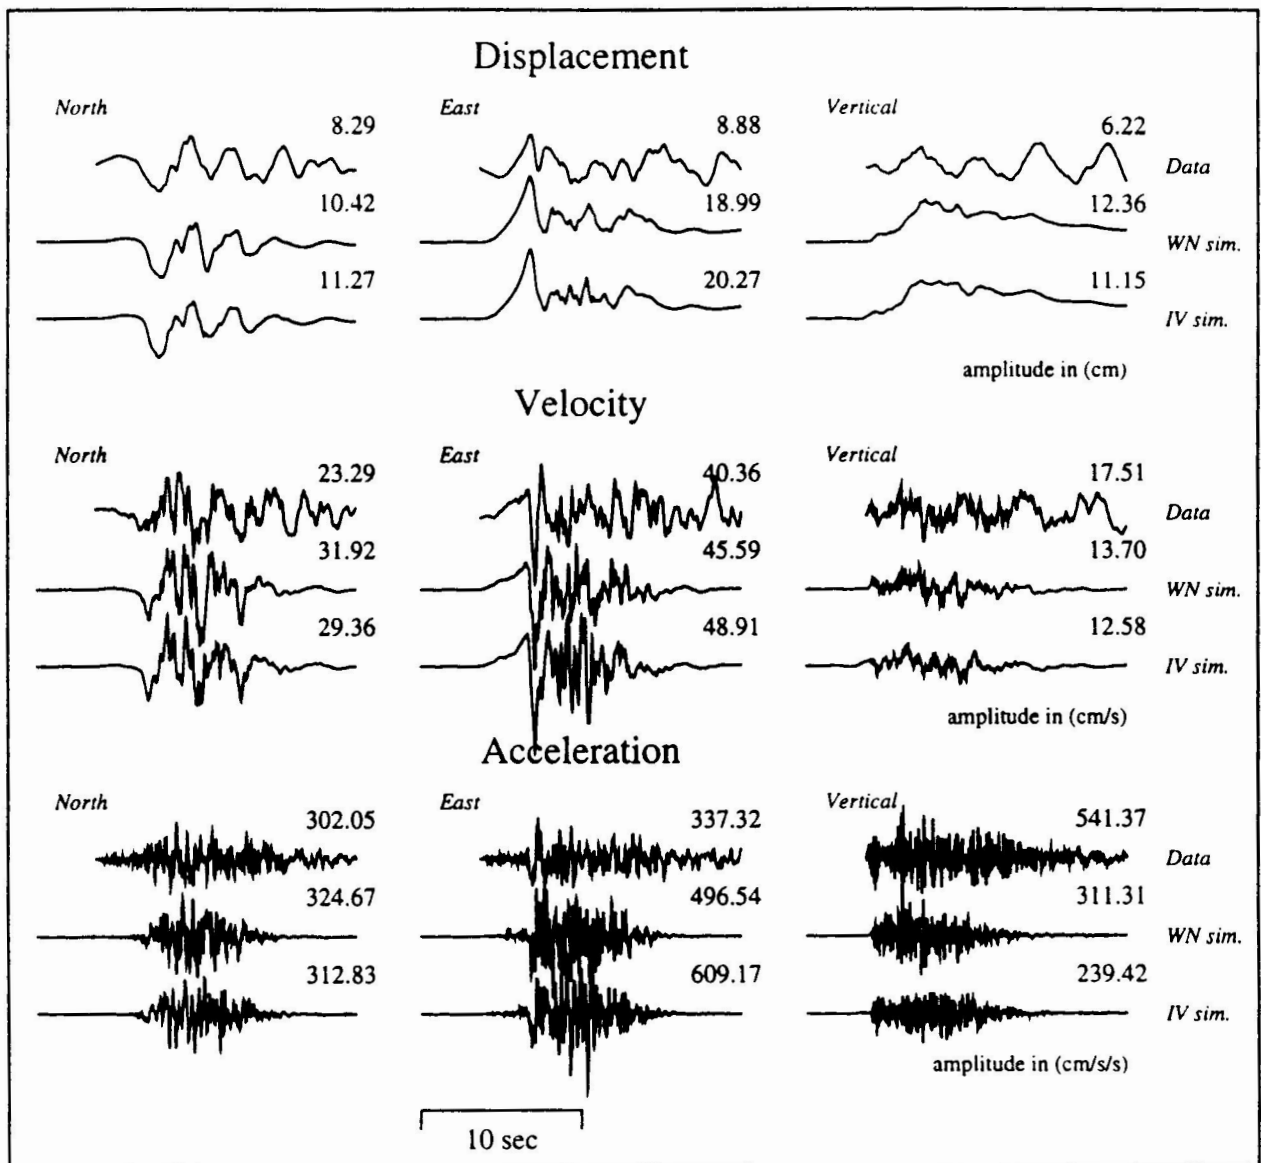 Displacement
North East Vertical
8.29 8.88 6.22
Data
10.42 18.99 12.36
WN sim.
11.27 20.27 11.15
IV sim.
amplitude in (cm)
Velocity
North East Vertical
23.29 40.36 17.51
Data
31.92 45.59 13.70
WN sim.
29.36 48.91 12.58
IV sim.
amplitude in (cm/s)
Acceleration
North East Vertical
302.05 337.32 541.37
Data
324.67 496.54 311.31
WN sim.
312.83 609.17 239.42
IV sim.
amplitude in (cm/s/s)
10 sec